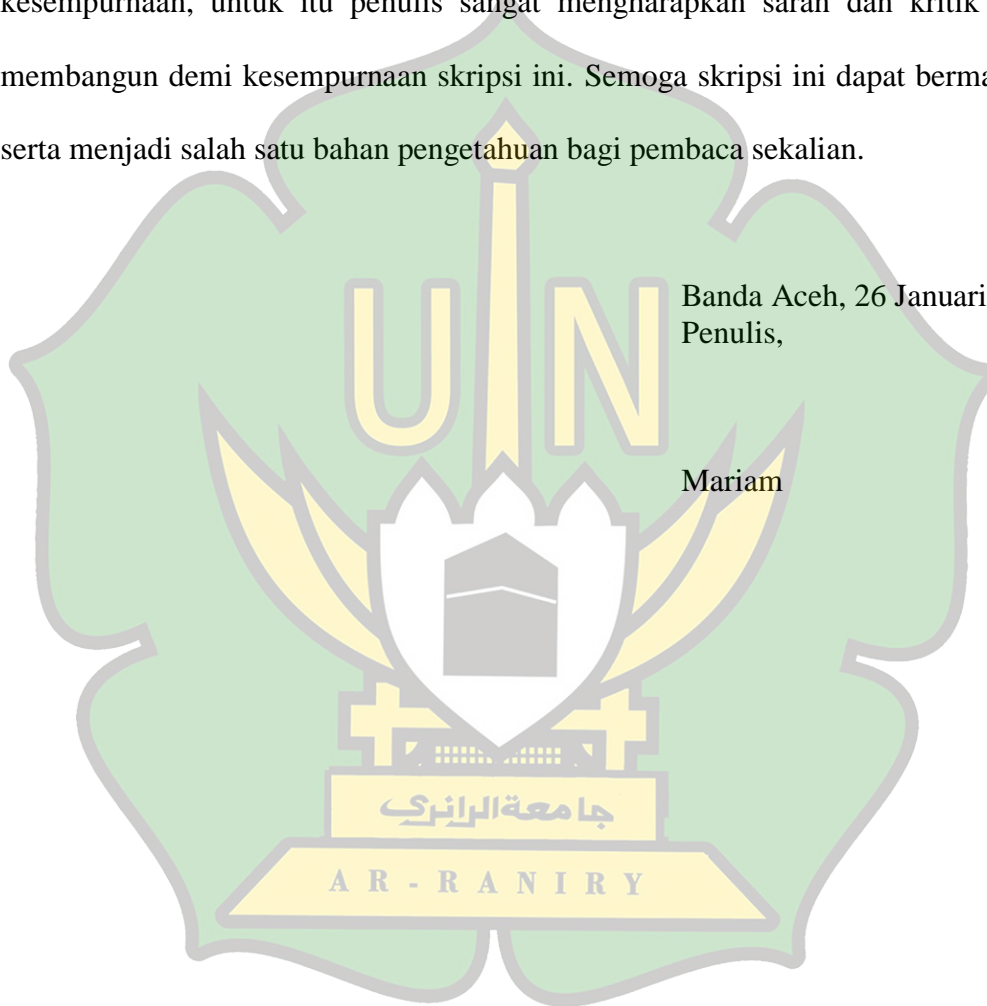 kesempurnaan, untuk itu penulis sangat mengharapkan saran dan kritik
membangun demi kesempurnaan skripsi ini. Semoga skripsi ini dapat
serta menjadi salah satu bahan pengetahuan bagi pembaca sekalian.
Banda Aceh, 26 Januari
Penulis,
Mariam
UIN
جامعةالرانري
AR-RANIRY